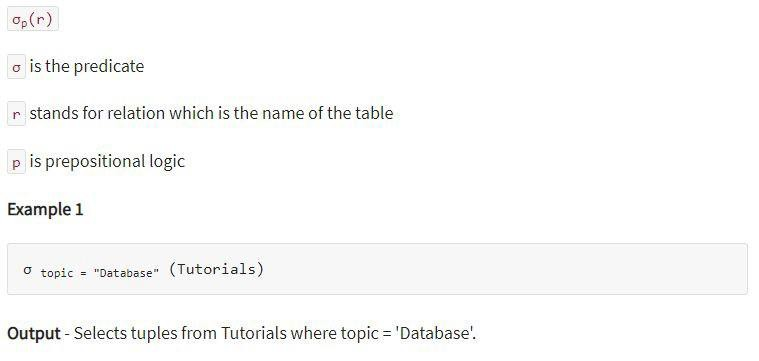 σp(r)
σ is the predicate
r stands for relation which is the name of the table
p is prepositional logic
Example 1
σ topic = "Database" (Tutorials)
Output - Selects tuples from Tutorials where topic = 'Database'.